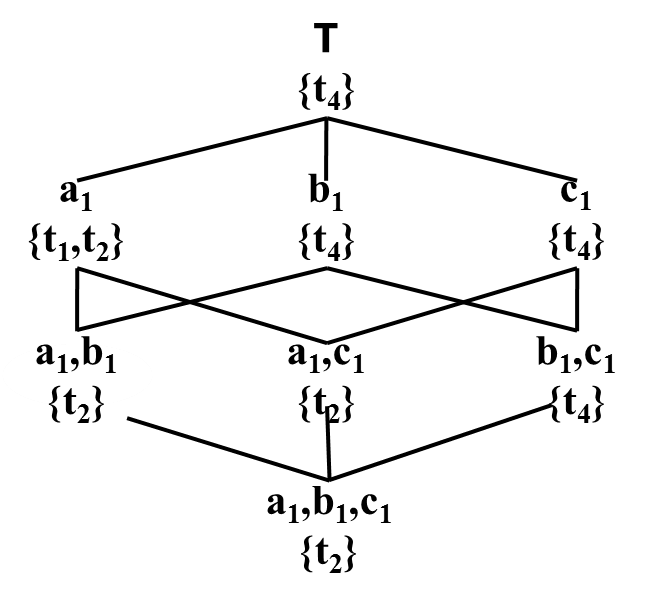 T
{t₄}
a₁ b₁ c₁
{t₁,t₂} {t₄} {t₄}
a₁,b₁ a₁,c₁ b₁,c₁
{t₂} {t₂} {t₄}
a₁,b₁,c₁
{t₂}